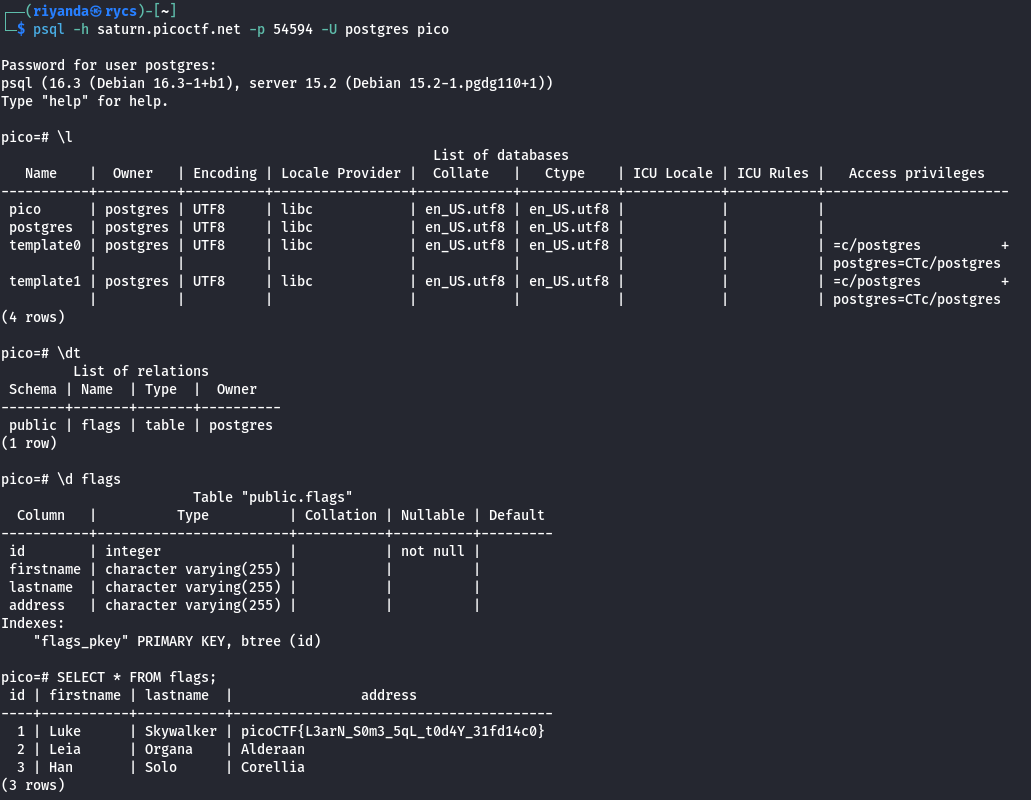 ┌──(riyanda㉿rycs)-[~]
└─$ psql -h saturn.picoctf.net -p 54594 -U postgres pico
Password for user postgres:
psql (16.3 (Debian 16.3-1+b1), server 15.2 (Debian 15.2-1.pgdg110+1))
Type "help" for help.
pico=# \l
                                                      List of databases
   Name    |  Owner   | Encoding | Locale Provider |  Collate   |   Ctype    | ICU Locale | ICU Rules |   Access privileges
-----------+----------+----------+-----------------+------------+------------+------------+-----------+-----------------------
 pico      | postgres | UTF8     | libc            | en_US.utf8 | en_US.utf8 |            |           |
 postgres  | postgres | UTF8     | libc            | en_US.utf8 | en_US.utf8 |            |           |
 template0 | postgres | UTF8     | libc            | en_US.utf8 | en_US.utf8 |            |           | =c/postgres          +
           |          |          |                 |            |            |            |           | postgres=CTc/postgres
 template1 | postgres | UTF8     | libc            | en_US.utf8 | en_US.utf8 |            |           | =c/postgres          +
           |          |          |                 |            |            |            |           | postgres=CTc/postgres
(4 rows)
pico=# \dt
         List of relations
 Schema | Name  | Type  |  Owner
--------+-------+-------+----------
 public | flags | table | postgres
(1 row)
pico=# \d flags
                        Table "public.flags"
  Column   |          Type          | Collation | Nullable | Default
-----------+------------------------+-----------+----------+---------
 id        | integer                |           | not null |
 firstname | character varying(255) |           |          |
 lastname  | character varying(255) |           |          |
 address   | character varying(255) |           |          |
Indexes:
    "flags_pkey" PRIMARY KEY, btree (id)
pico=# SELECT * FROM flags;
 id | firstname | lastname  |                address
----+-----------+-----------+----------------------------------------
  1 | Luke      | Skywalker | picoCTF{L3arN_S0m3_5qL_t0d4Y_31fd14c0}
  2 | Leia      | Organa    | Alderaan
  3 | Han       | Solo      | Corellia
(3 rows)